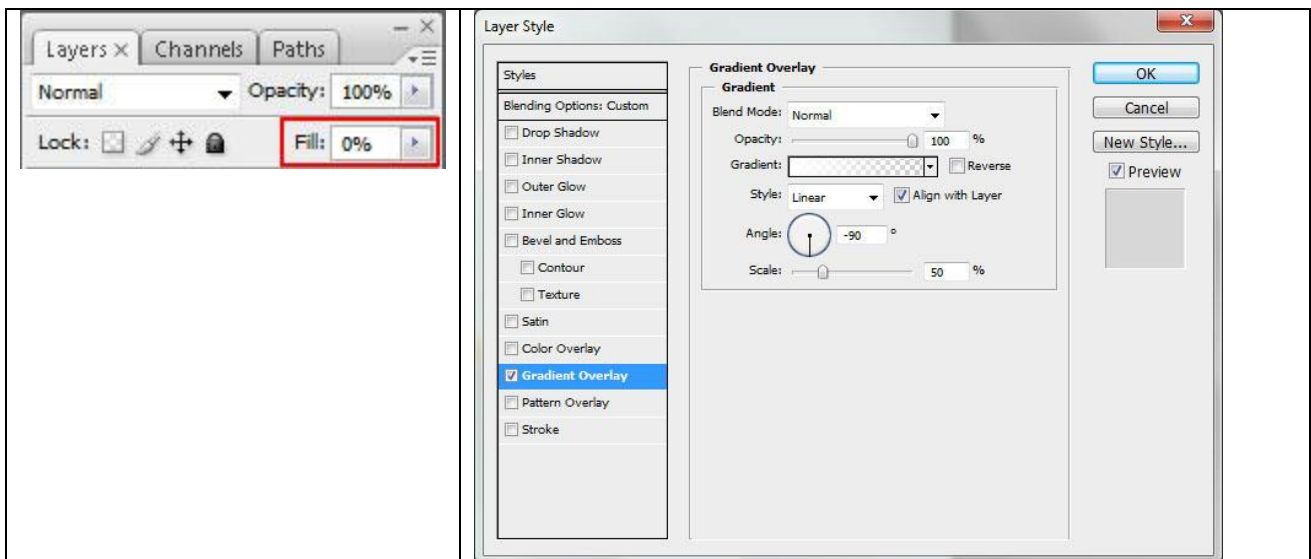 Layers × Channels Paths
Normal Opacity: 100%
Lock: Fill: 0%
Layer Style
Styles
Blending Options: Custom
Drop Shadow
Inner Shadow
Outer Glow
Inner Glow
Bevel and Emboss
Contour
Texture
Satin
Color Overlay
Gradient Overlay
Pattern Overlay
Stroke
Gradient Overlay
Gradient
Blend Mode: Normal
Opacity: 100 %
Gradient: Reverse
Style: Linear Align with Layer
Angle: -90 °
Scale: 50 %
OK
Cancel
New Style...
Preview